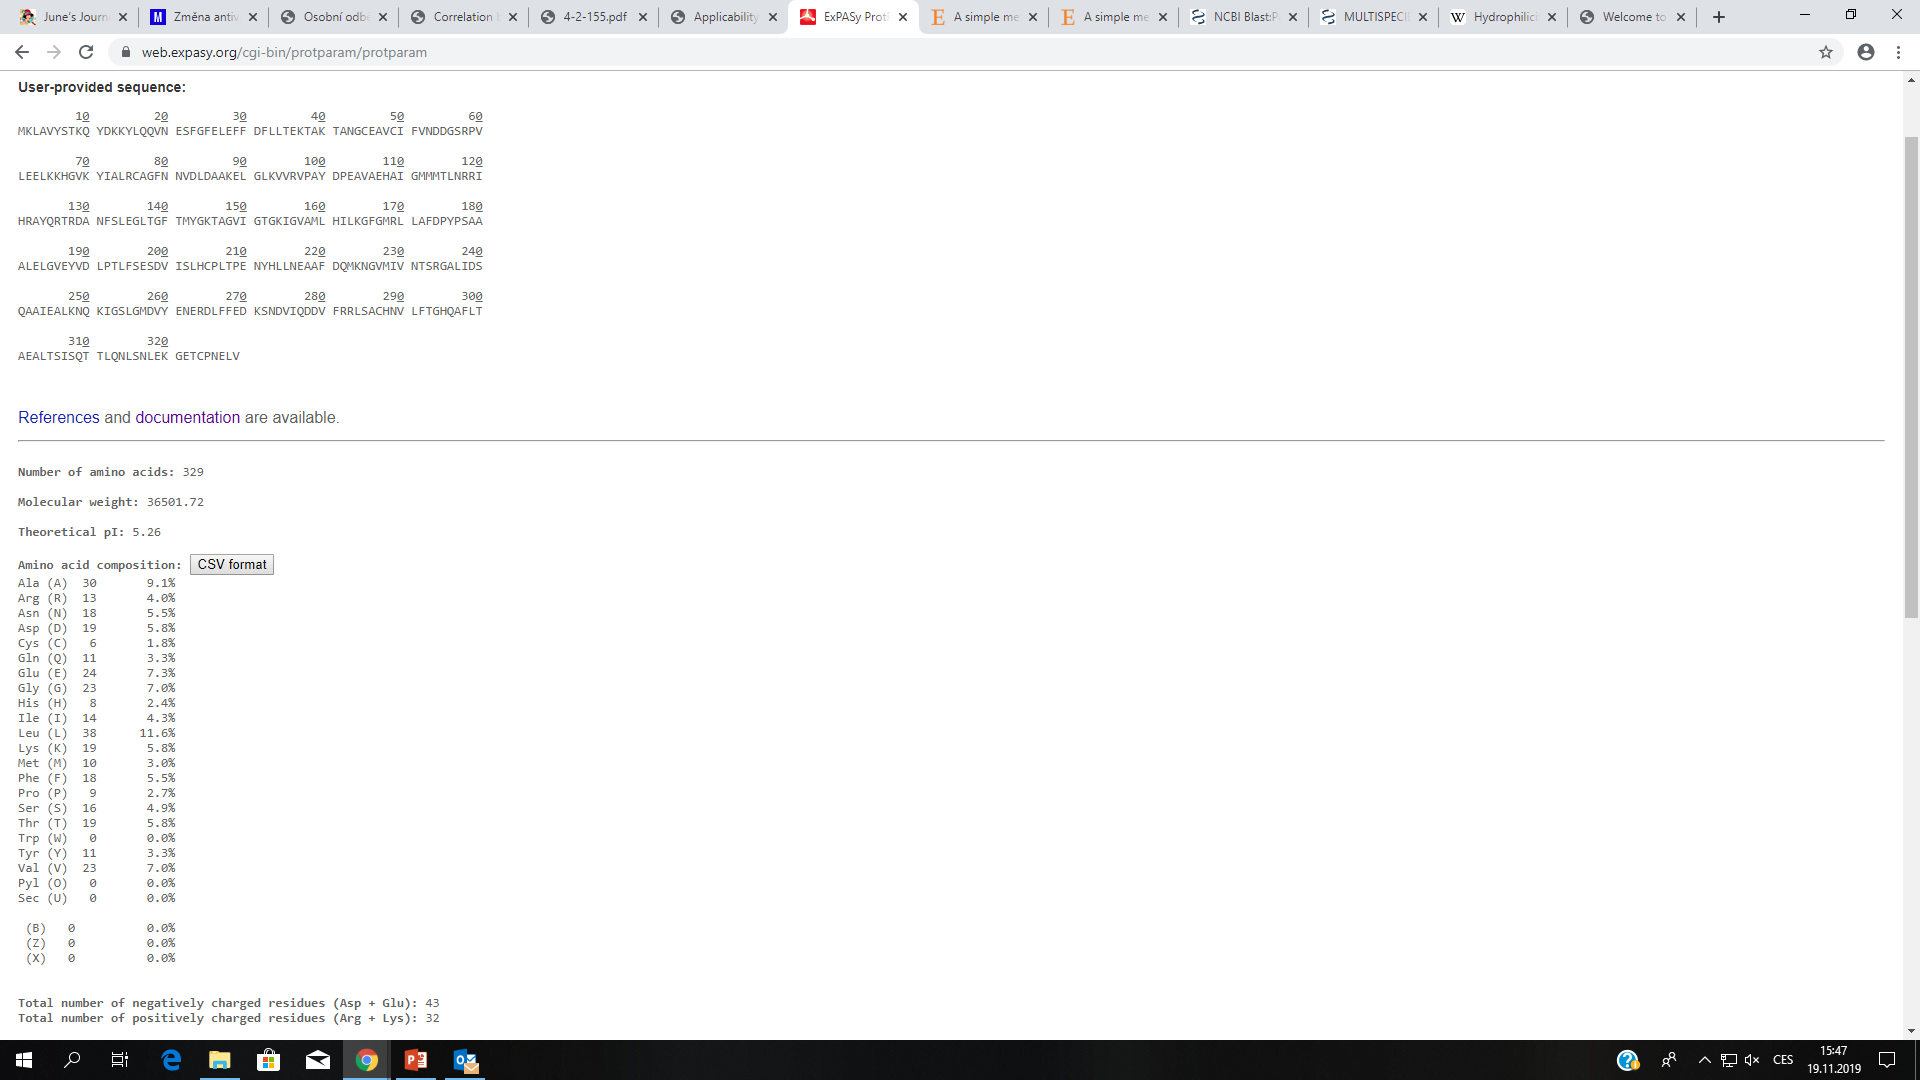 June's Journ
Změna antiv
Osobní odbě
Correlation
4-2-155.pdf
Applicability
ExPASy Prot
A simple me
A simple me
NCBI Blast:P
MULTISPECI
Hydrophilici
Welcome to
web.expasy.org/cgi-bin/protparam/protparam
User-provided sequence:
10 20 30 40 50 60
MKLAVYSTKQ YDKKYLQQVN ESFGFELEFF DFLLTEKTAK TANGCEAVCI FVNDDGSRPV
70 80 90 100 110 120
LEELKKHGVK YIALRCAGFN NVDLDAAKEL GLKVVRVPAY DPEAVAEHAI GMMMTLNRRI
130 140 150 160 170 180
HRAYQRTRDA NFSLEGLTGF TMYGKTAGVI GTGKIGVAML HILKGFGMRL LAFDPYPSAA
190 200 210 220 230 240
ALELGVEYVD LPTLFSESDV ISLHCPLTPE NYHLLNEAAF DQMKNGVMIV NTSRGALIDS
250 260 270 280 290 300
QAAIEALKNQ KIGSLGMDVY ENERDLFFED KSNDVIQDDV FRRLSACHNV LFTGHQAFLT
310 320
AEALTSISQT TLQNLSNLEK GETCPNELV
References and documentation are available.
Number of amino acids: 329
Molecular weight: 36501.72
Theoretical pI: 5.26
Amino acid composition: CSV format
Ala (A) 30 9.1%
Arg (R) 13 4.0%
Asn (N) 18 5.5%
Asp (D) 19 5.8%
Cys (C) 6 1.8%
Gln (Q) 11 3.3%
Glu (E) 24 7.3%
Gly (G) 23 7.0%
His (H) 8 2.4%
Ile (I) 14 4.3%
Leu (L) 38 11.6%
Lys (K) 19 5.8%
Met (M) 10 3.0%
Phe (F) 18 5.5%
Pro (P) 9 2.7%
Ser (S) 16 4.9%
Thr (T) 19 5.8%
Trp (W) 0 0.0%
Tyr (Y) 11 3.3%
Val (V) 23 7.0%
Pyl (O) 0 0.0%
Sec (U) 0 0.0%
(B) 0 0.0%
(Z) 0 0.0%
(X) 0 0.0%
Total number of negatively charged residues (Asp + Glu): 43
Total number of positively charged residues (Arg + Lys): 32
CES
15:47
19.11.2019